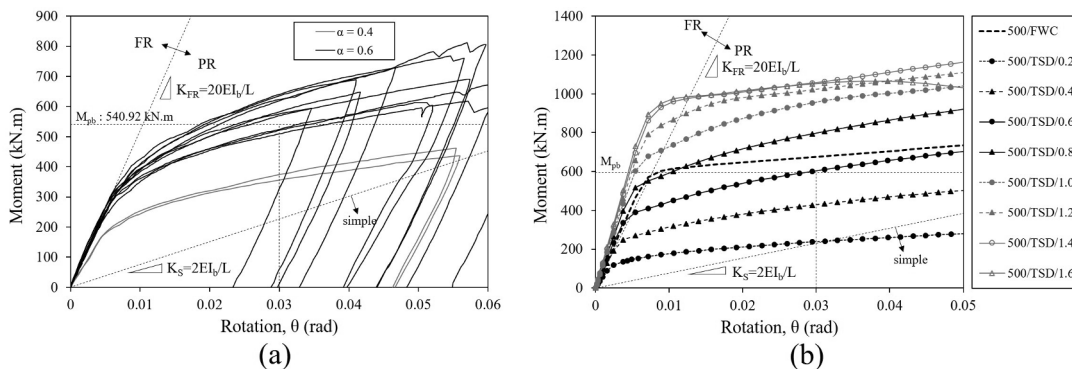 900
800
700
600
500
400
300
200
100
0
Moment (kN.m)
FR
PR
α = 0.4
α = 0.6
K_FR=20EI_b/L
M_pb : 540.92 kN.m
simple
K_S=2EI_b/L
0 0.01 0.02 0.03 0.04 0.05 0.06
Rotation, θ (rad)
(a)
1400
1200
1000
800
600
400
200
0
Moment (kN.m)
FR
PR
K_FR=20EI_b/L
M_pb
simple
K_S=2EI_b/L
0 0.01 0.02 0.03 0.04 0.05
Rotation, θ (rad)
(b)
500/FWC
500/TSD/0.2
500/TSD/0.4
500/TSD/0.6
500/TSD/0.8
500/TSD/1.0
500/TSD/1.2
500/TSD/1.4
500/TSD/1.6